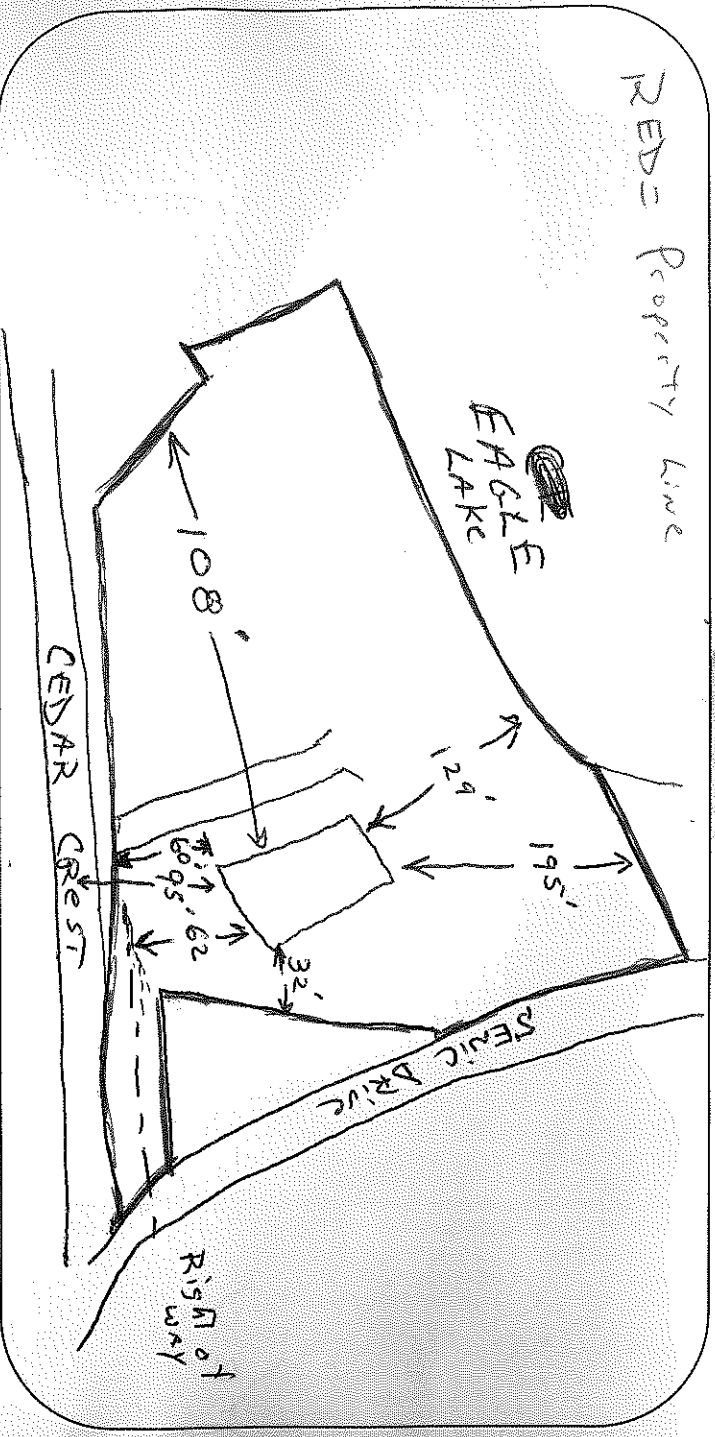 RED = Property Line
EAGLE
LAKE
108'
129'
195'
60'
95'
62
32'
CEDAR CREST
SENIC DRIVE
Right of
way